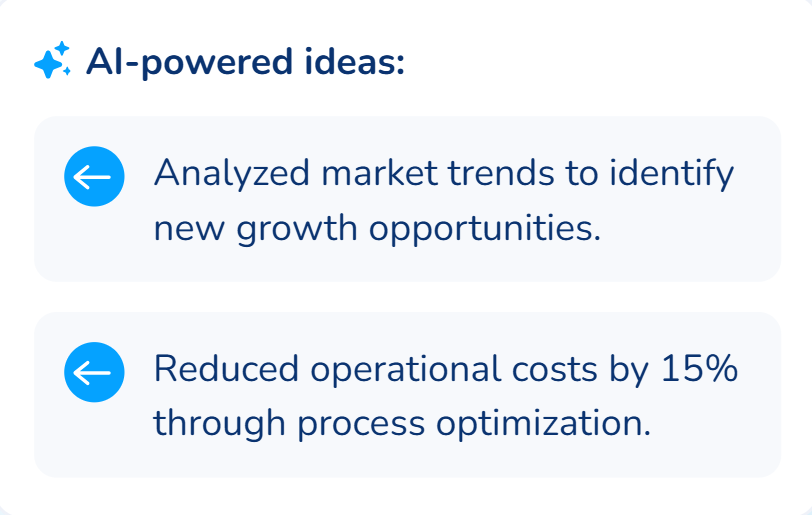 AI-powered ideas:
Analyzed market trends to identify
new growth opportunities.
Reduced operational costs by 15%
through process optimization.